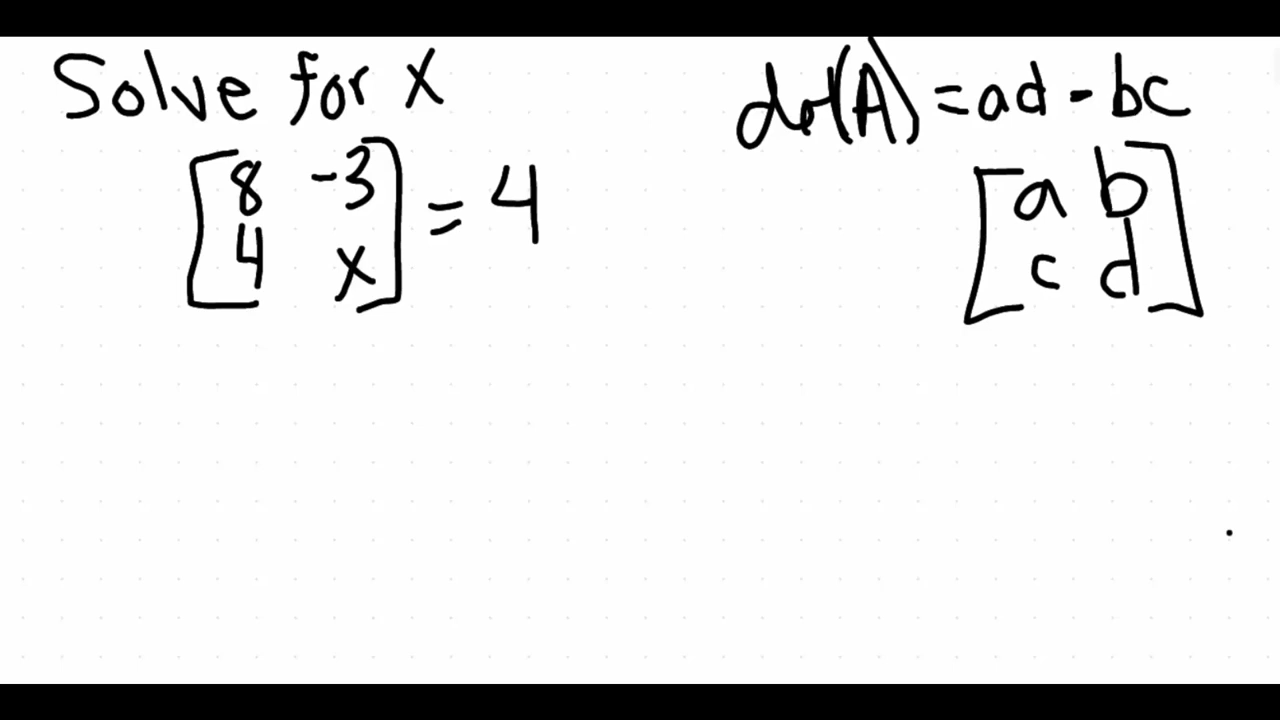 Solve for x
[8 -3
4 x] = 4
det(A) = ad - bc
[a b
c d]